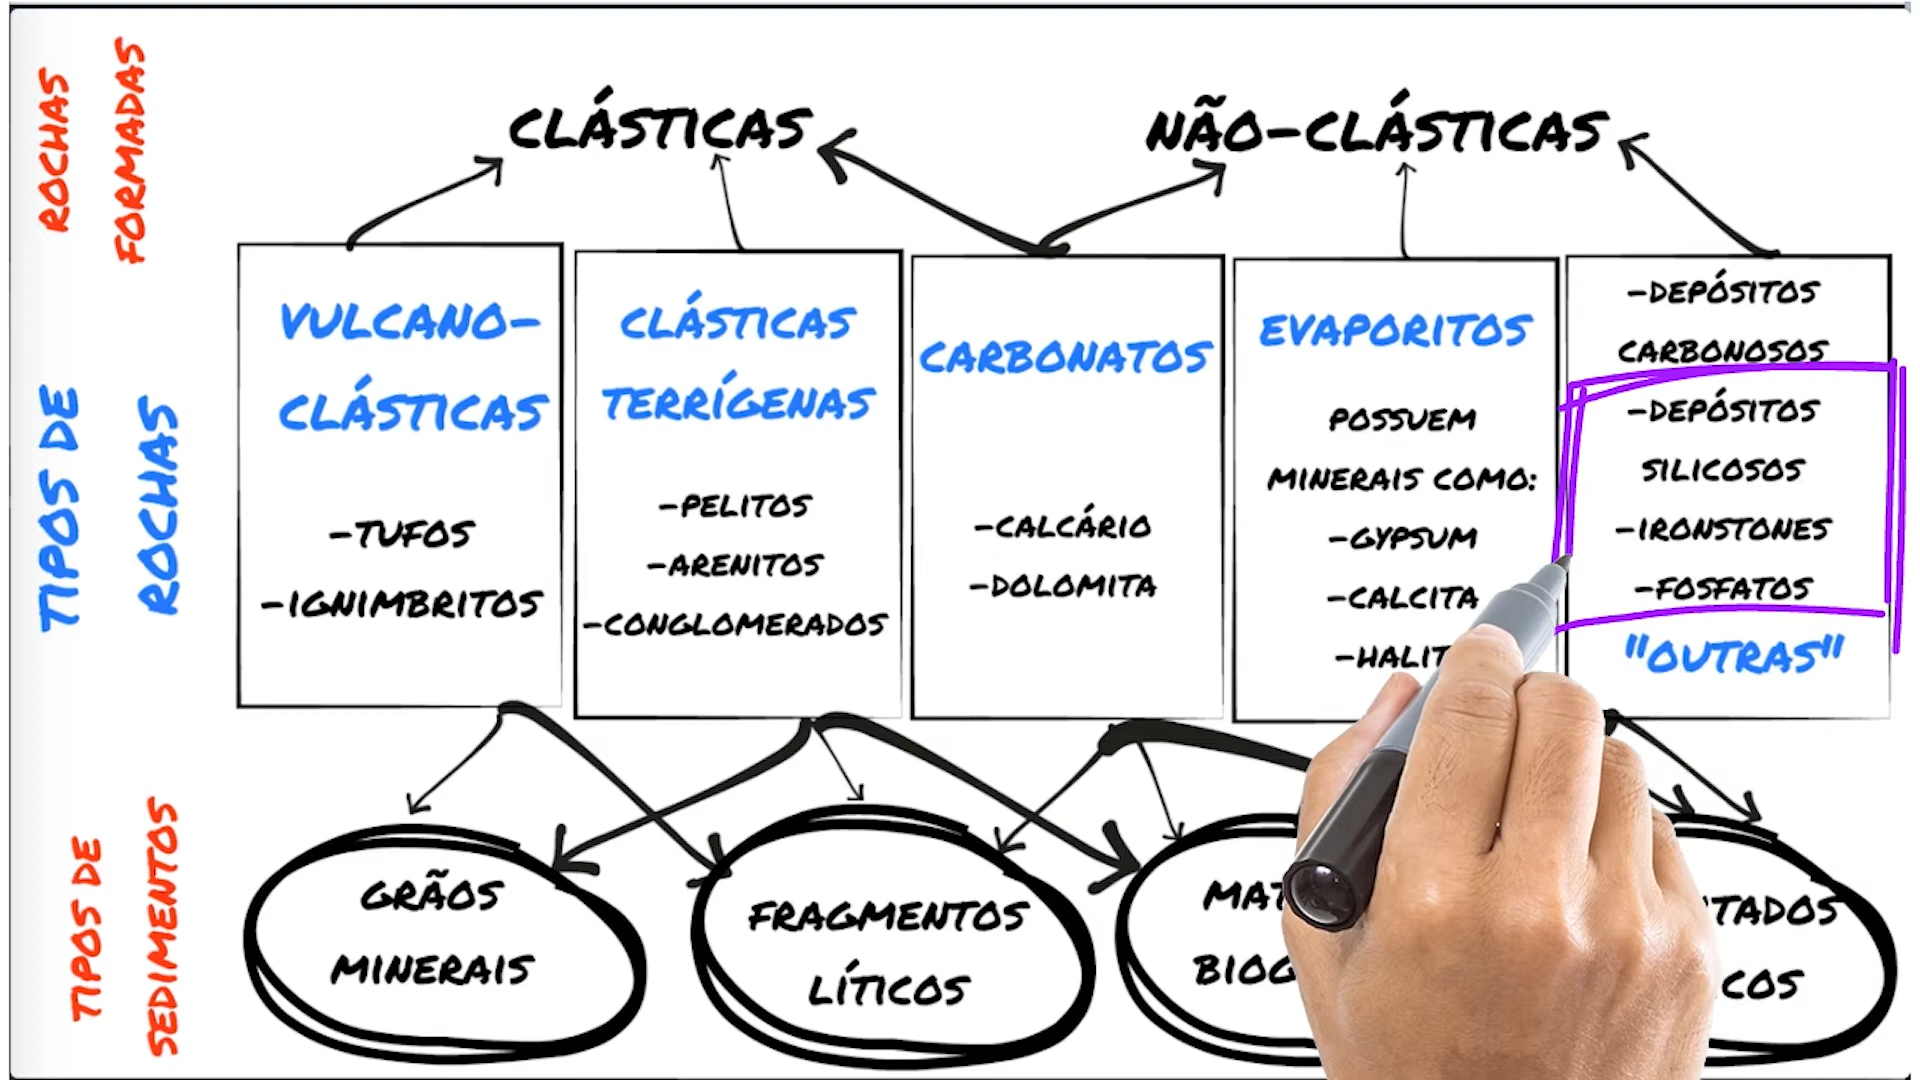 ROCHAS
FORMADAS
CLÁSTICAS
NÃO-CLÁSTICAS
TIPOS DE
ROCHAS
VULCANO-
CLÁSTICAS
-TUFOS
-IGNIMBRITOS
CLÁSTICAS
TERRÍGENAS
-PELITOS
-ARENITOS
-CONGLOMERADOS
CARBONATOS
-CALCÁRIO
-DOLOMITA
EVAPORITOS
POSSUEM
MINERAIS COMO:
-GYPSUM
-CALCITA
-DEPÓSITOS
CARBONOSOS
-DEPÓSITOS
SILICOSOS
-IRONSTONES
-FOSFATOS
"OUTRAS"
TIPOS DE
SEDIMENTOS
GRÃOS
MINERAIS
FRAGMENTOS
LÍTICOS